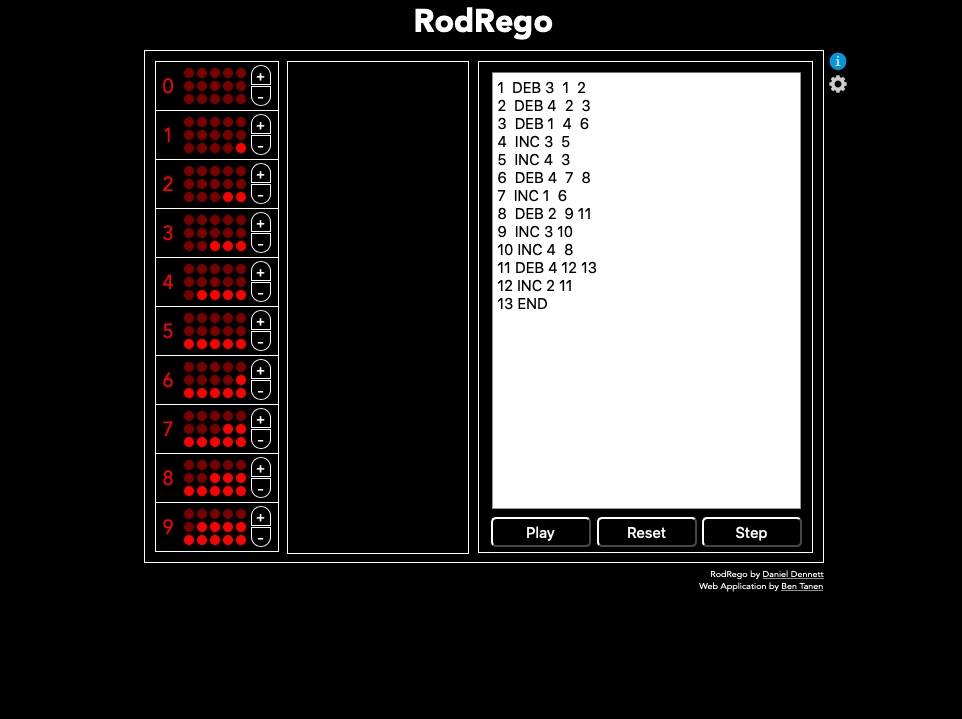 RodRego
i
0 + -
1 + -
2 + -
3 + -
4 + -
5 + -
6 + -
7 + -
8 + -
9 + -
1 DEB 3 1 2
2 DEB 4 2 3
3 DEB 1 4 6
4 INC 3 5
5 INC 4 3
6 DEB 4 7 8
7 INC 1 6
8 DEB 2 9 11
9 INC 3 10
10 INC 4 8
11 DEB 4 12 13
12 INC 2 11
13 END
Play Reset Step
RodRego by Daniel Dennett
Web Application by Ben Tanen